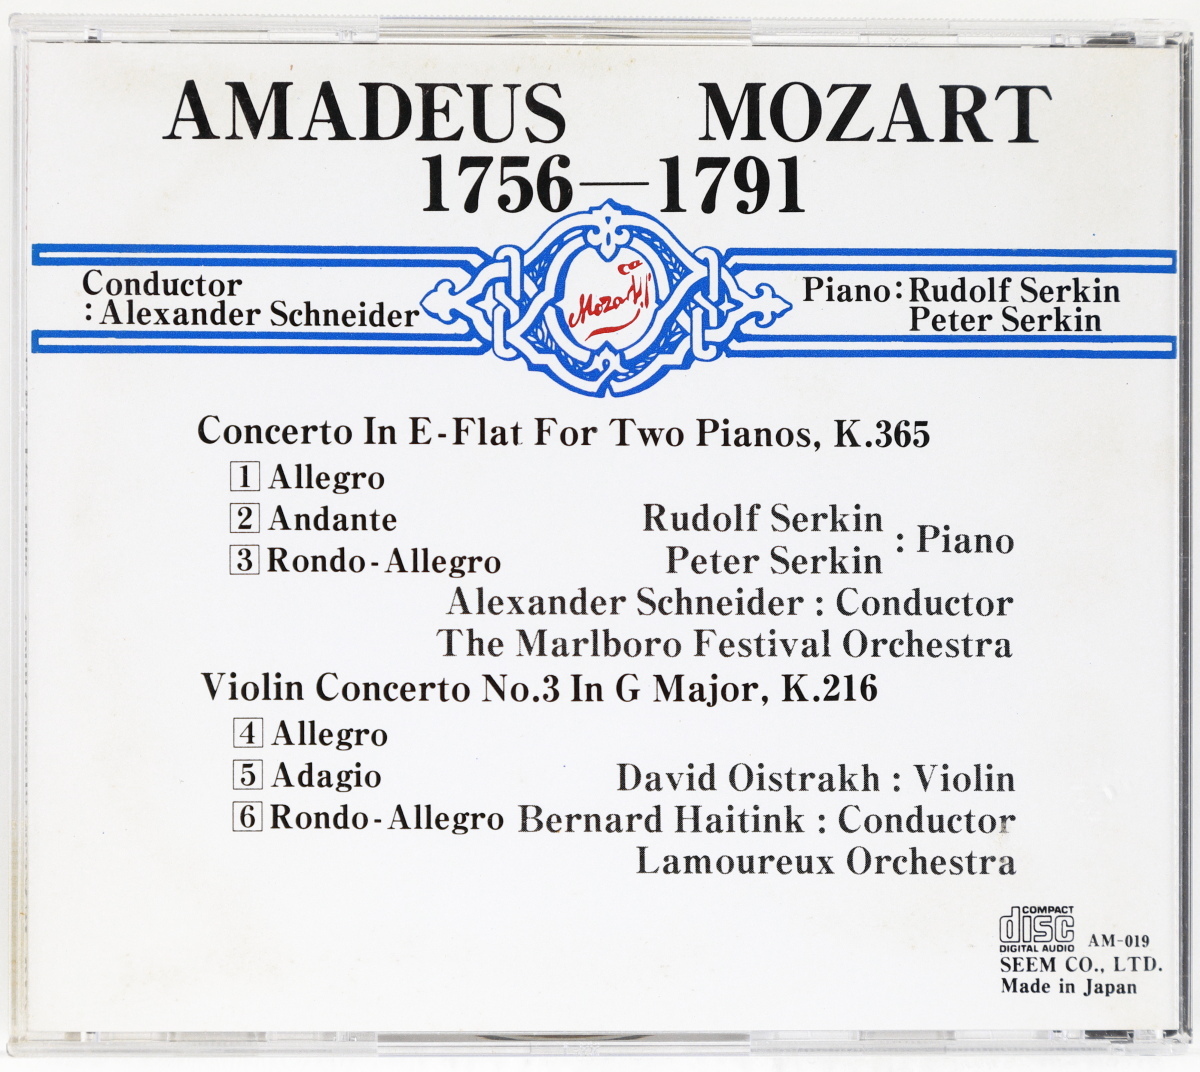 AMADEUS MOZART
1756—1791
Conductor
:Alexander Schneider
Mozart
Piano:Rudolf Serkin
Peter Serkin
Concerto In E-Flat For Two Pianos, K.365
1 Allegro
2 Andante
3 Rondo-Allegro
Rudolf Serkin
Peter Serkin
: Piano
Alexander Schneider : Conductor
The Marlboro Festival Orchestra
Violin Concerto No.3 In G Major, K.216
4 Allegro
5 Adagio
David Oistrakh : Violin
6 Rondo-Allegro
Bernard Haitink : Conductor
Lamoureux Orchestra
COMPACT
disc
DIGITAL AUDIO
AM-019
SEEM CO., LTD.
Made in Japan